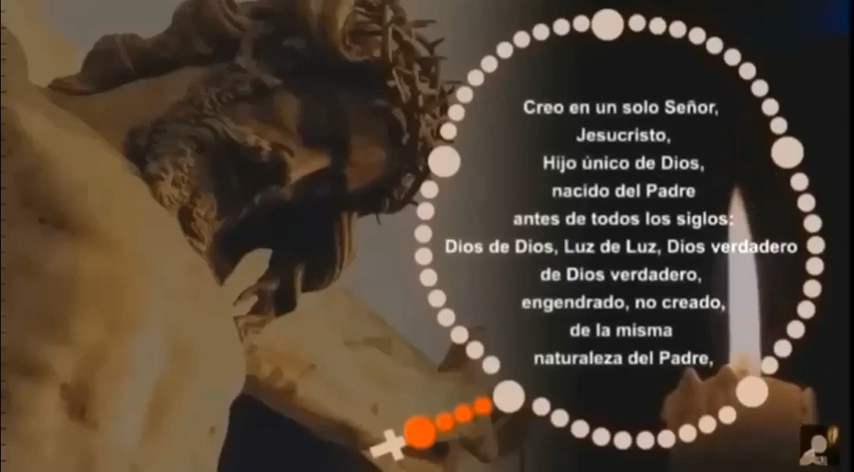 Creo en un solo Señor,
Jesucristo,
Hijo único de Dios,
nacido del Padre
antes de todos los siglos:
Dios de Dios, Luz de Luz, Dios verdadero
de Dios verdadero,
engendrado, no creado,
de la misma
naturaleza del Padre,